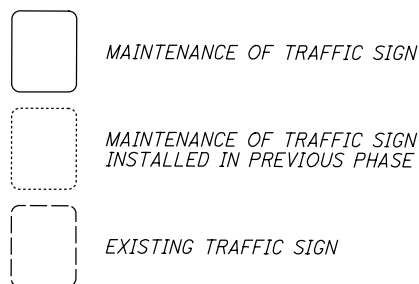 MAINTENANCE OF TRAFFIC SIGN
MAINTENANCE OF TRAFFIC SIGN
INSTALLED IN PREVIOUS PHASE
EXISTING TRAFFIC SIGN